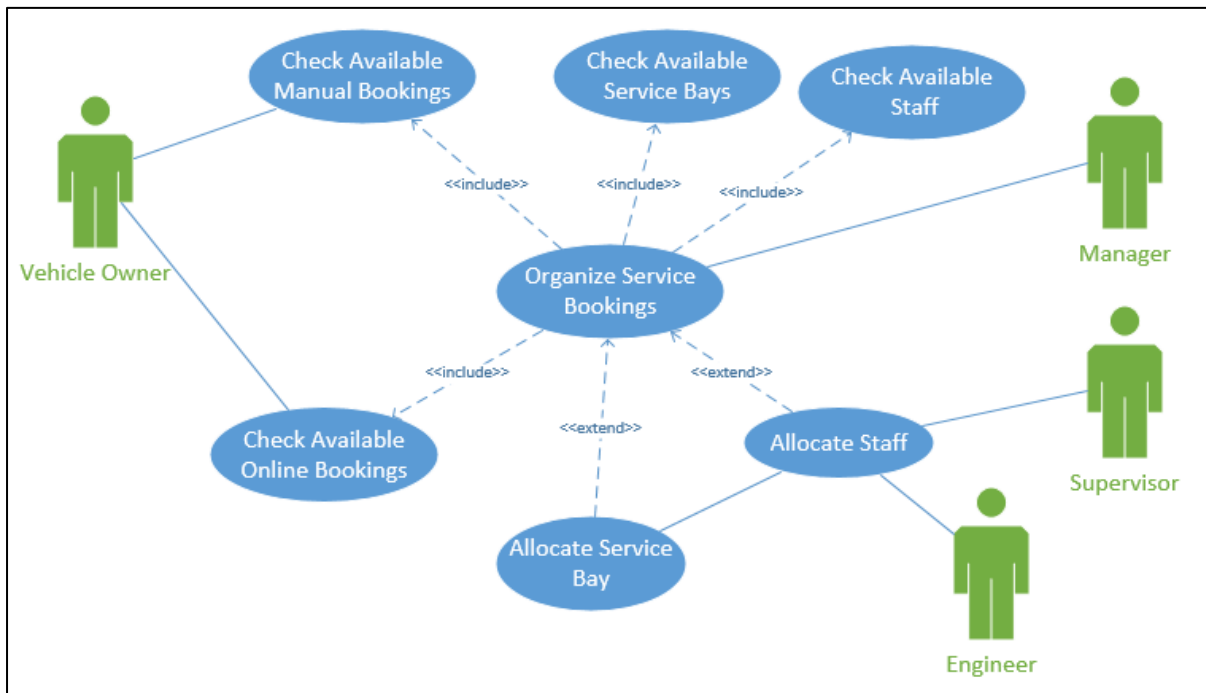 Check Available
Manual Bookings
Check Available
Service Bays
Check Available
Staff
<<include>>
<<include>>
<<include>>
Vehicle Owner
Manager
Organize Service
Bookings
<<include>>
<<extend>>
<<extend>>
Check Available
Online Bookings
Allocate Staff
Supervisor
Allocate Service
Bay
Engineer